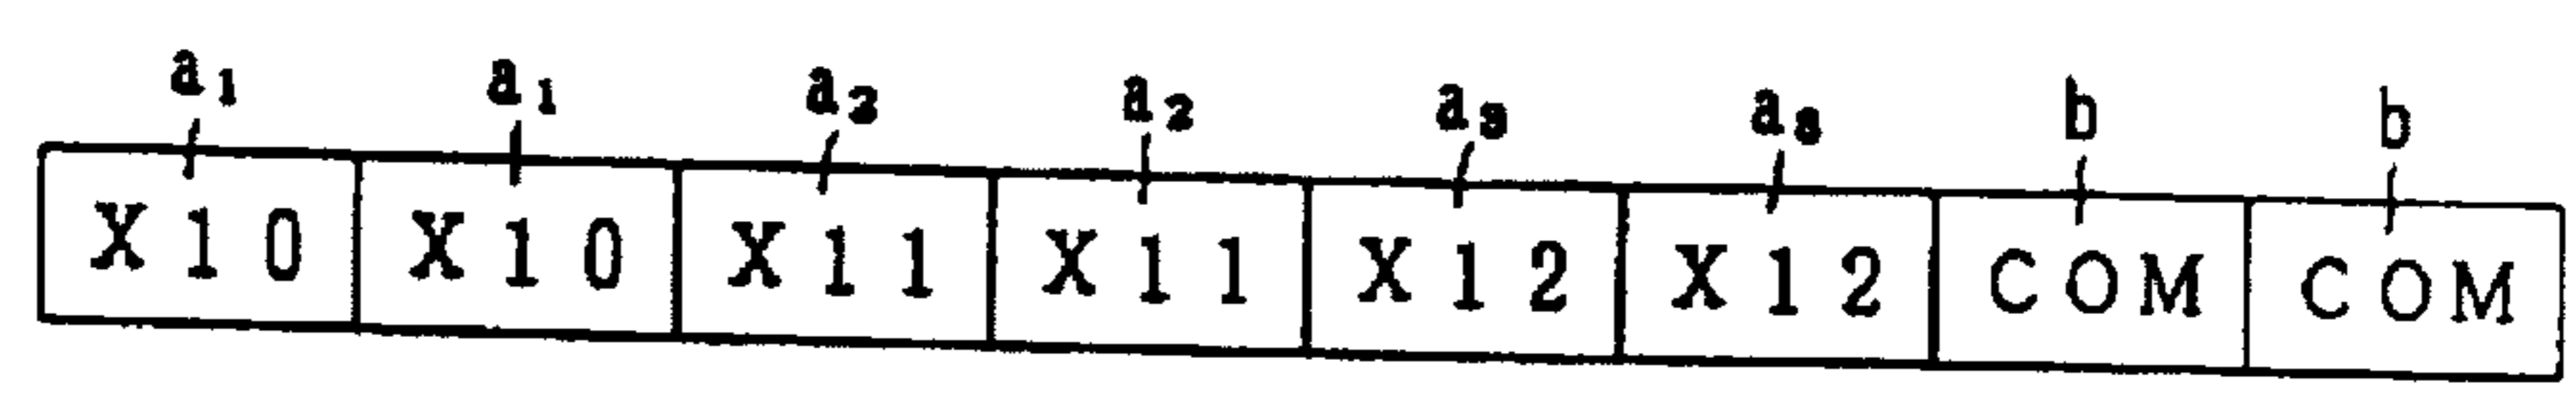 a₁ a₁ a₂ a₂ a₃ a₃ b b
X10 X10 X11 X11 X12 X12 COM COM